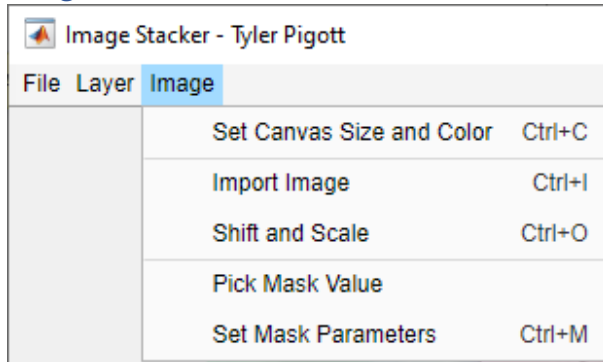 Image Stacker - Tyler Pigott
File Layer Image
Set Canvas Size and Color Ctrl+C
Import Image Ctrl+I
Shift and Scale Ctrl+O
Pick Mask Value
Set Mask Parameters Ctrl+M